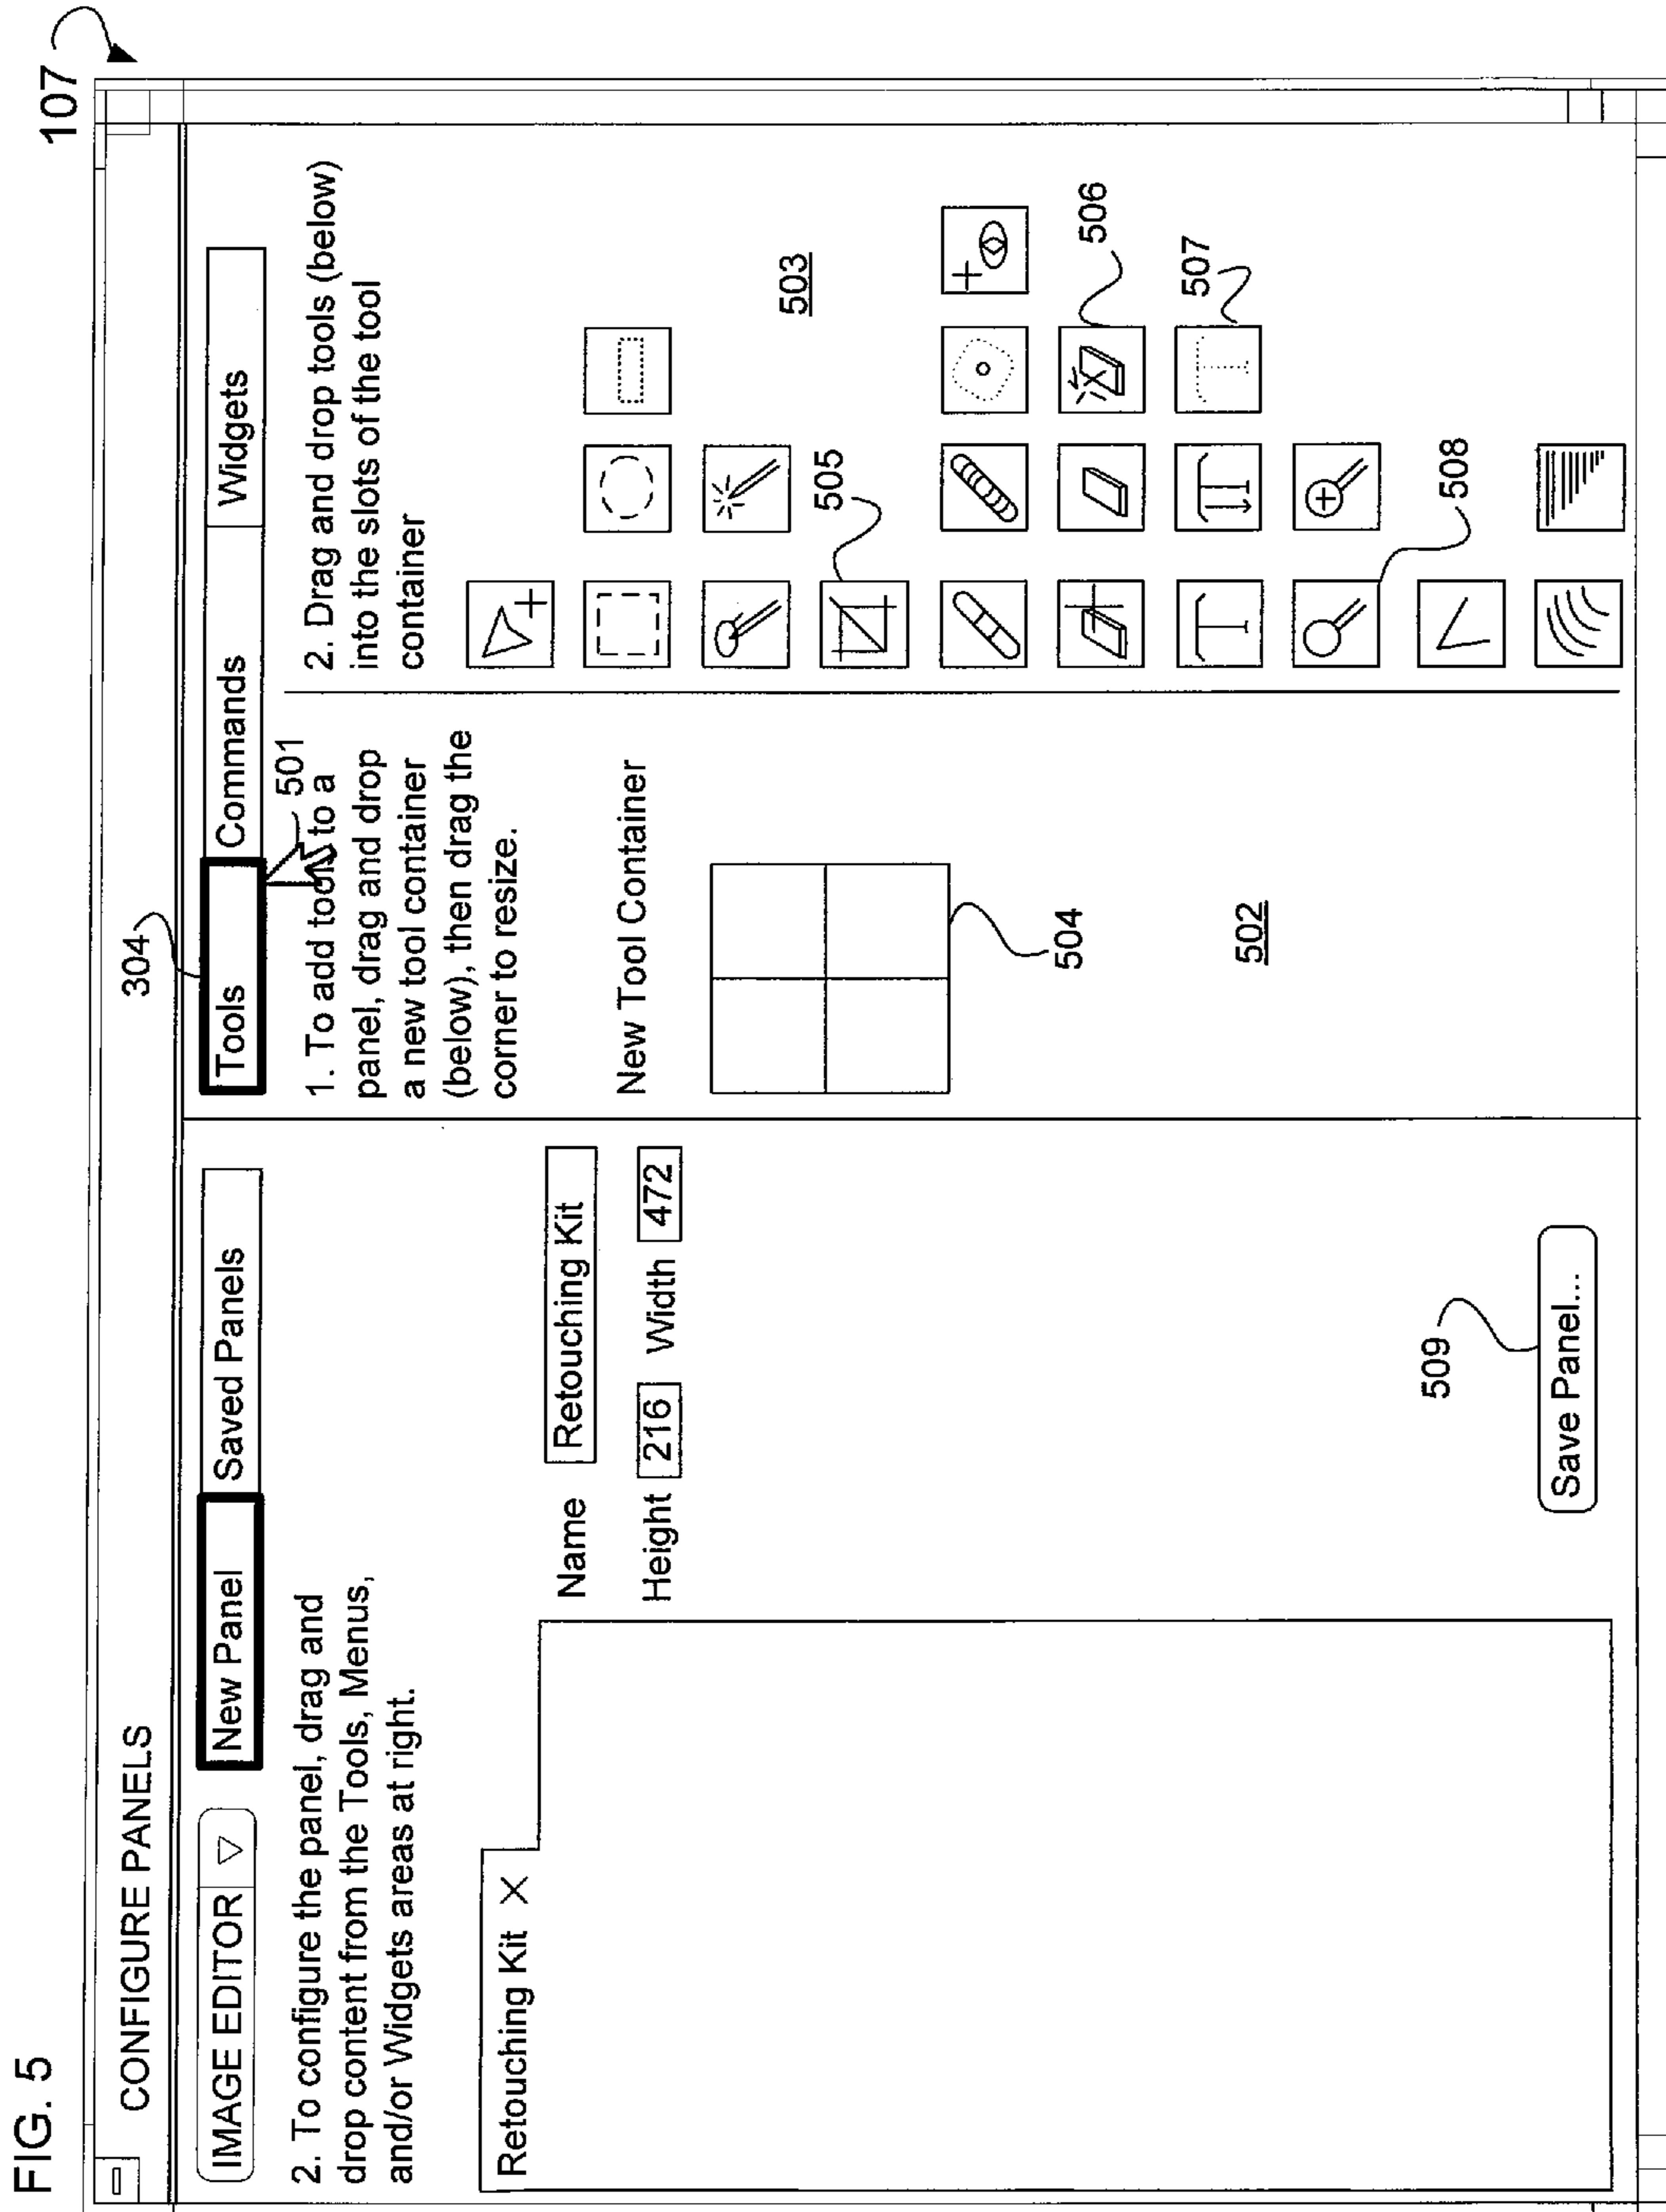 FIG. 5
107
CONFIGURE PANELS
304
IMAGE EDITOR
New Panel
Saved Panels
Tools
Commands
Widgets
501
2. To configure the panel, drag and
drop content from the Tools, Menus,
and/or Widgets areas at right.
Retouching Kit X
Name Retouching Kit
Height 216 Width 472
509
Save Panel...
1. To add tools to a
panel, drag and drop
a new tool container
(below), then drag the
corner to resize.
New Tool Container
504
502
2. Drag and drop tools (below)
into the slots of the tool
container
503
505
506
507
508